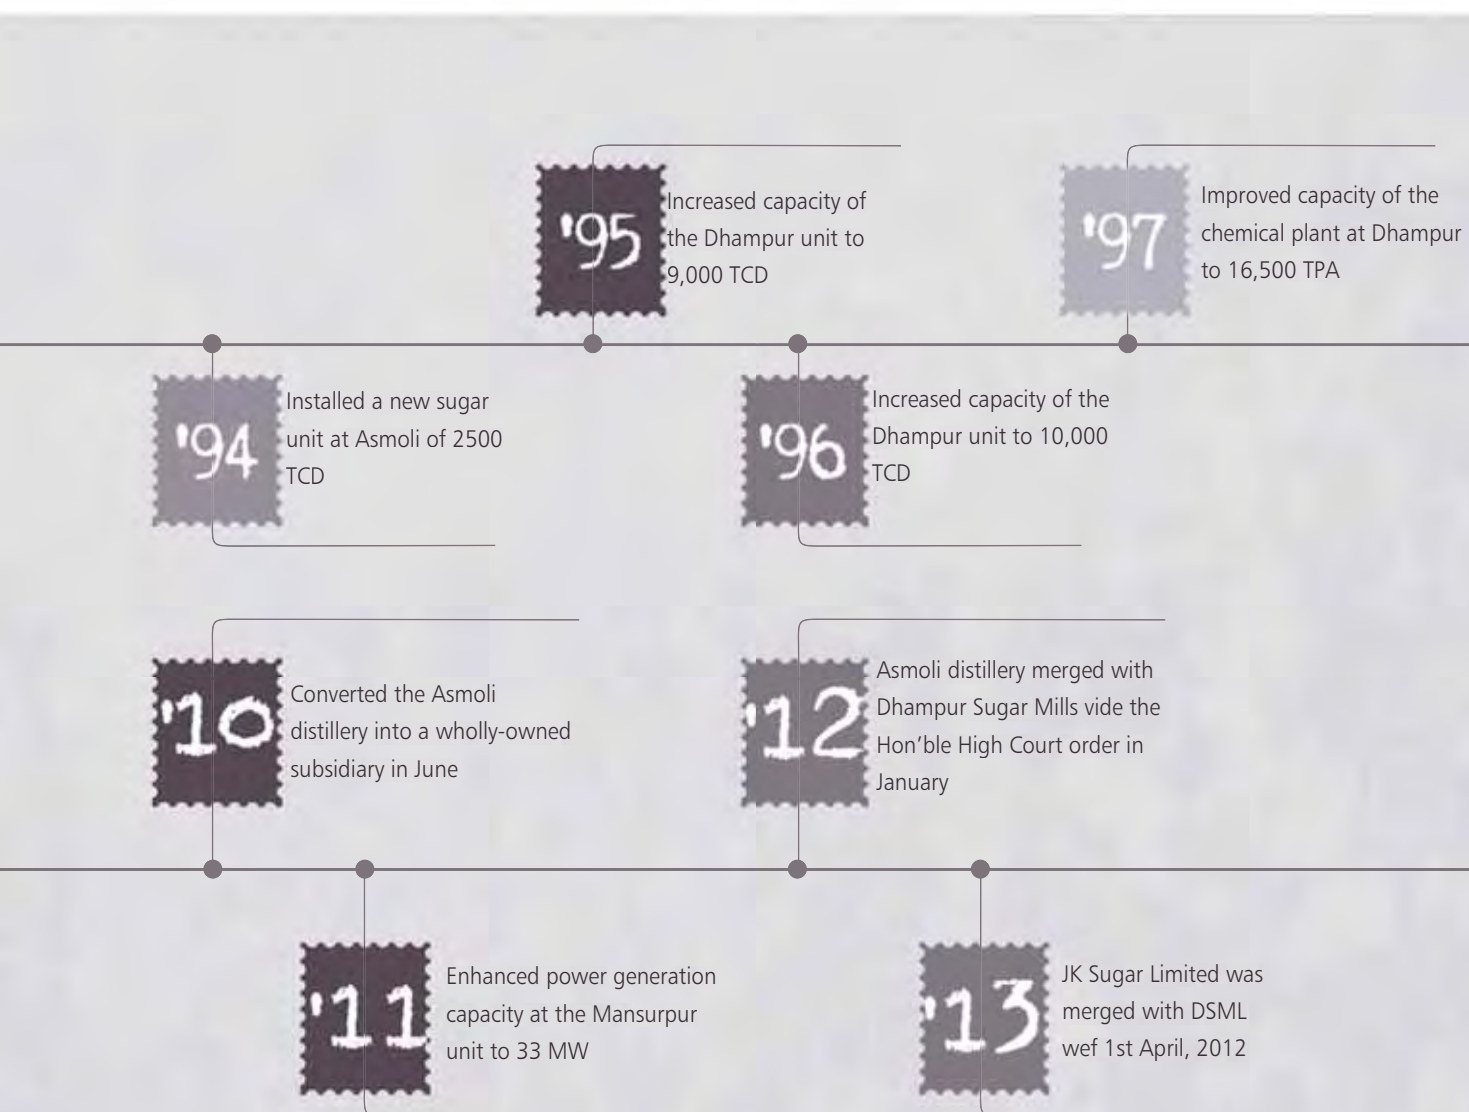 '95
Increased capacity of
the Dhampur unit to
9,000 TCD
'97
Improved capacity of the
chemical plant at Dhampur
to 16,500 TPA
'94
Installed a new sugar
unit at Asmoli of 2500
TCD
'96
Increased capacity of the
Dhampur unit to 10,000
TCD
'10
Converted the Asmoli
distillery into a wholly-owned
subsidiary in June
'12
Asmoli distillery merged with
Dhampur Sugar Mills vide the
Hon’ble High Court order in
January
'11
Enhanced power generation
capacity at the Mansurpur
unit to 33 MW
'13
JK Sugar Limited was
merged with DSML
wef 1st April, 2012